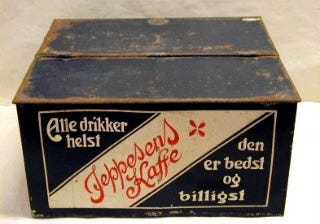 Alle drikker
helst
Jeppesens
Kaffe
den
er bedst
og
billigst